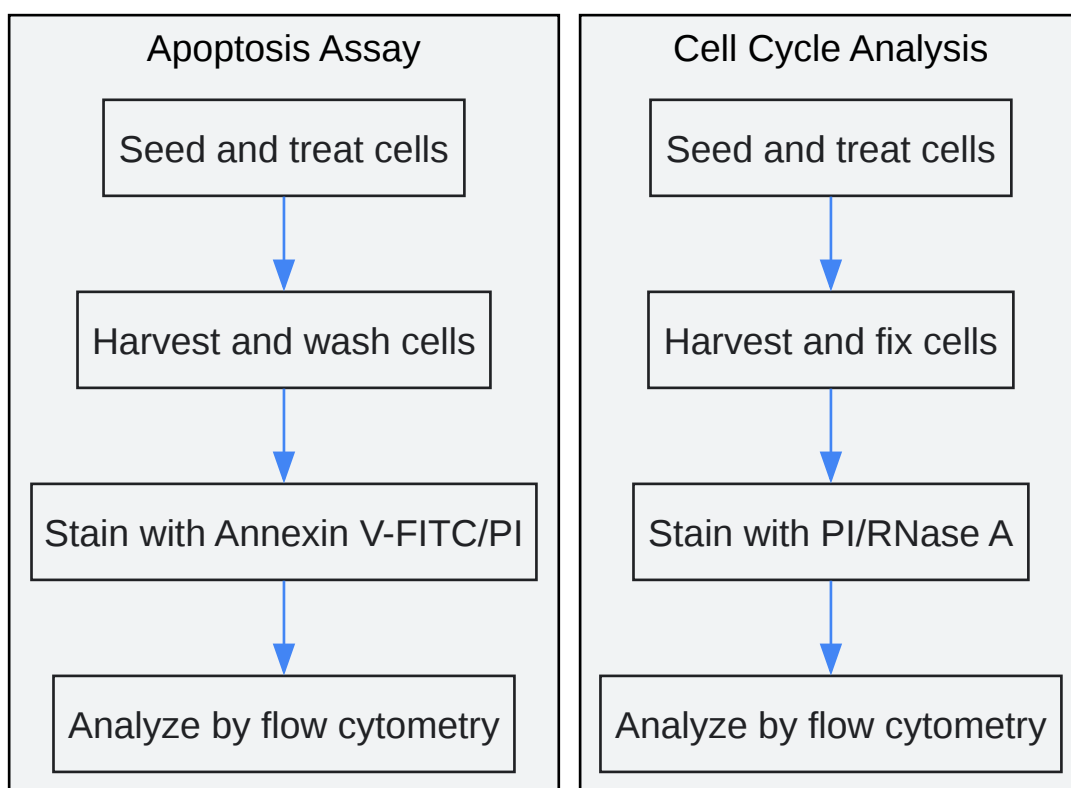 Apoptosis Assay
Seed and treat cells
Harvest and wash cells
Stain with Annexin V-FITC/PI
Analyze by flow cytometry
Cell Cycle Analysis
Seed and treat cells
Harvest and fix cells
Stain with PI/RNase A
Analyze by flow cytometry